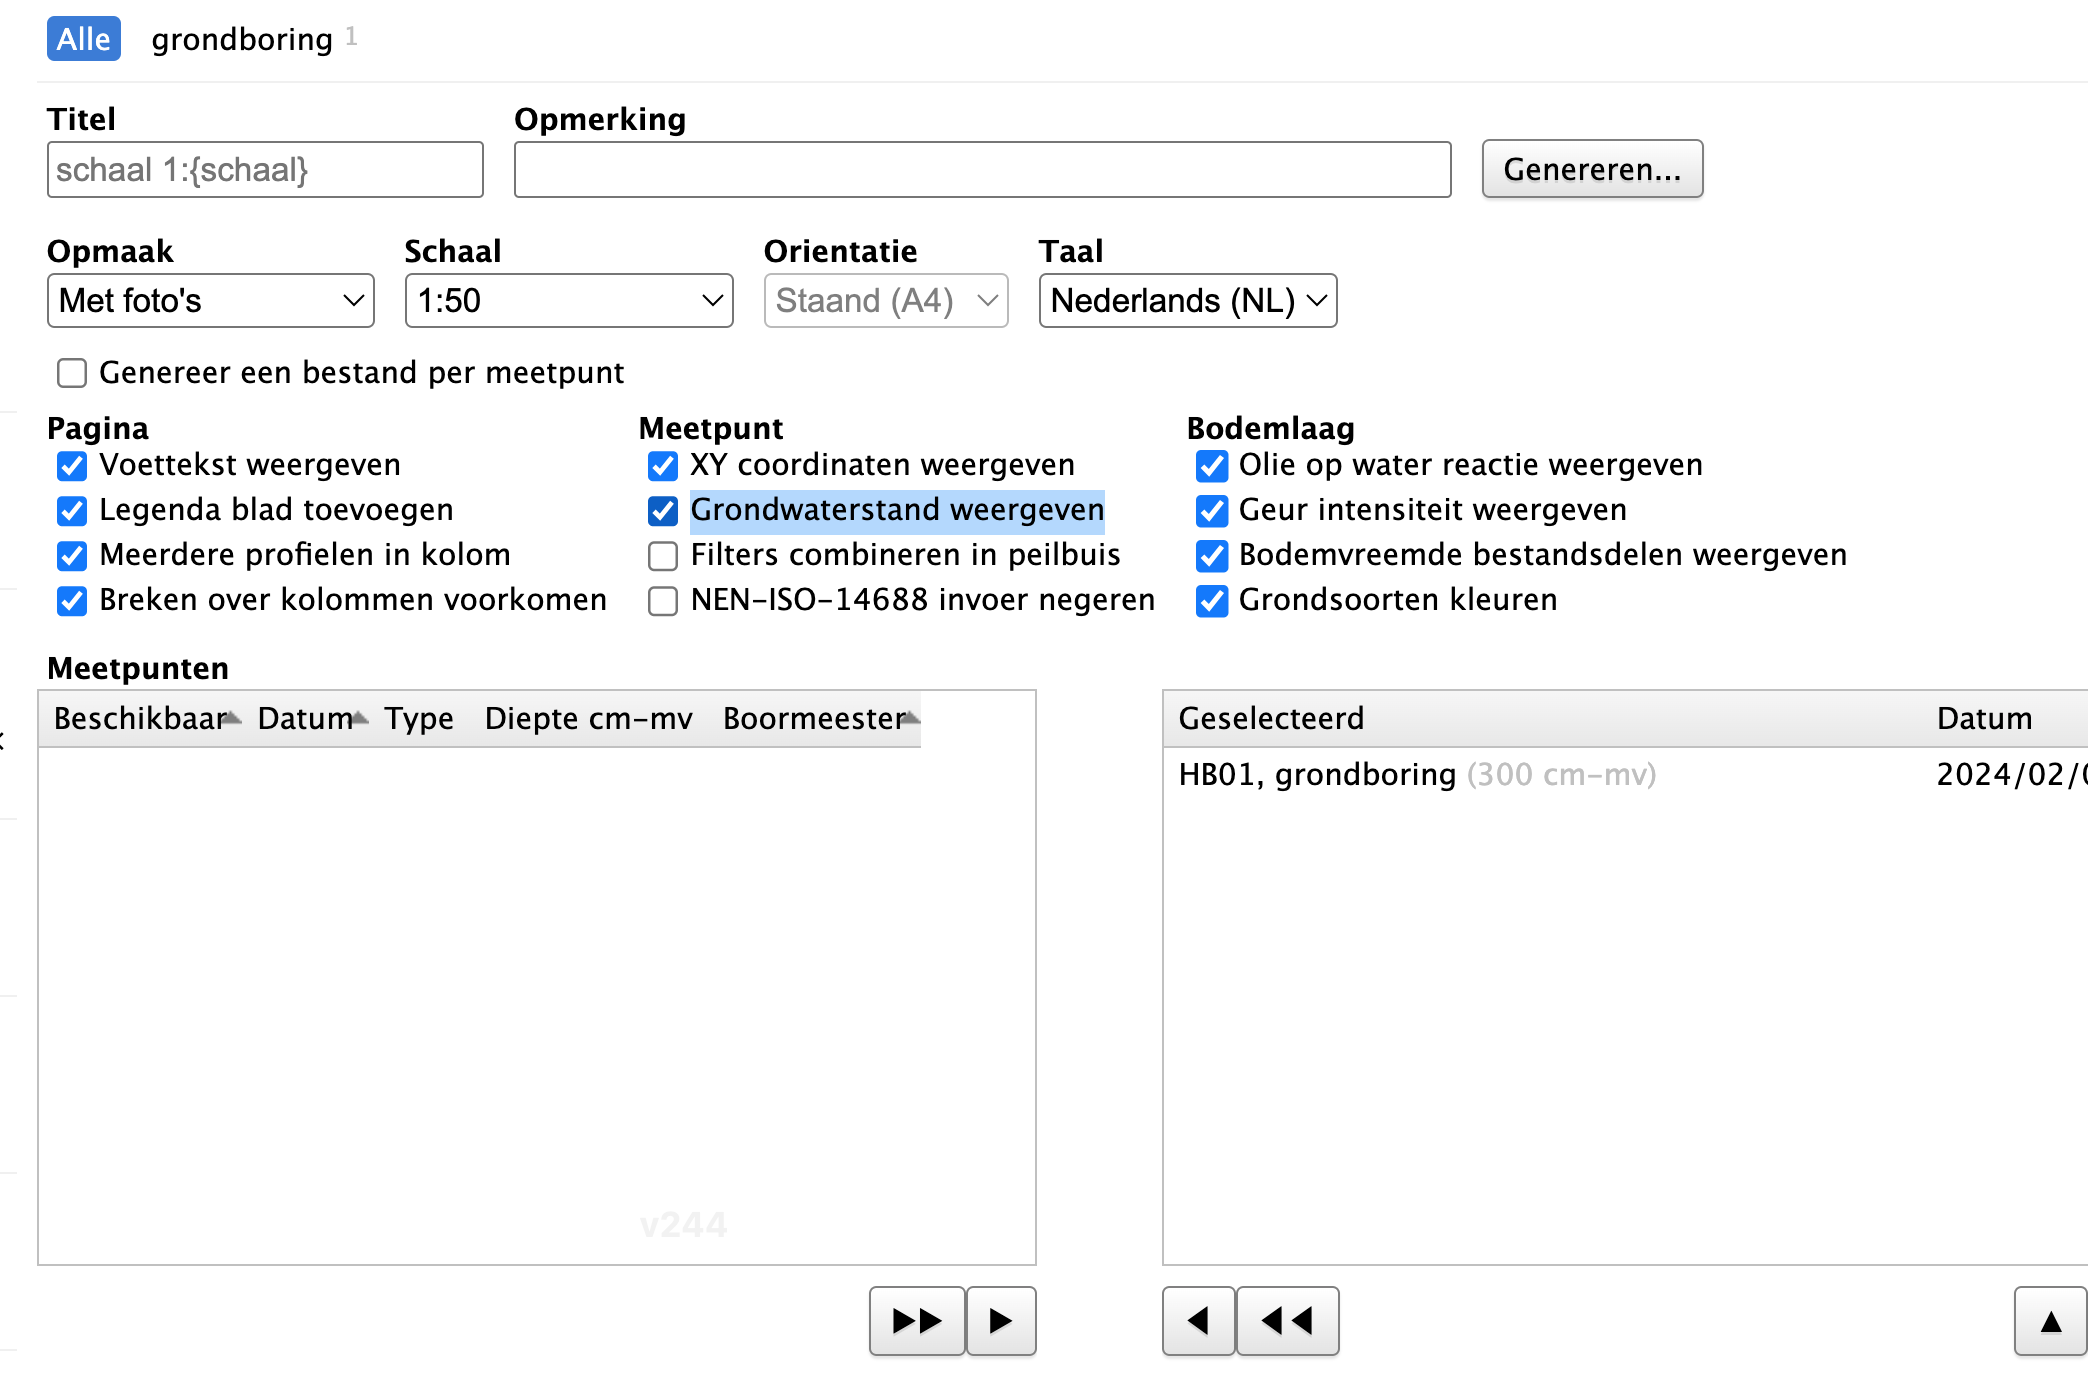 Alle grondboring 1
Titel Opmerking
schaal 1:{schaal} Genereren...
Opmaak Schaal Orientatie Taal
Met foto's 1:50 Staand (A4) Nederlands (NL)
Genereer een bestand per meetpunt
Pagina Meetpunt Bodemlaag
Voettekst weergeven XY coordinaten weergeven Olie op water reactie weergeven
Legenda blad toevoegen Grondwaterstand weergeven Geur intensiteit weergeven
Meerdere profielen in kolom Filters combineren in peilbuis Bodemvreemde bestandsdelen weergeven
Breken over kolommen voorkomen NEN-ISO-14688 invoer negeren Grondsoorten kleuren
Meetpunten
Beschikbaar Datum Type Diepte cm-mv Boormeester Geselecteerd Datum
HB01, grondboring (300 cm-mv) 2024/02/
v244